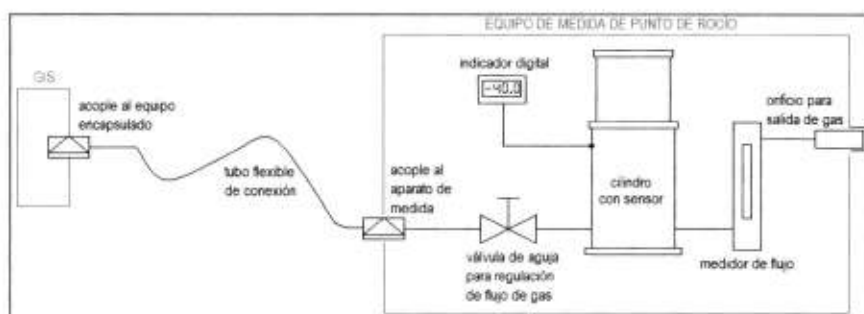 EQUIPO DE MEDIDA DE PUNTO DE ROCÍO
GIS
acople al equipo
encapsulado
tubo flexible
de conexión
acople al
aparato de
medida
indicador digital
-40.0
válvula de aguja
para regulación
de flujo de gas
cilindro
con sensor
orificio para
salida de gas
medidor de flujo